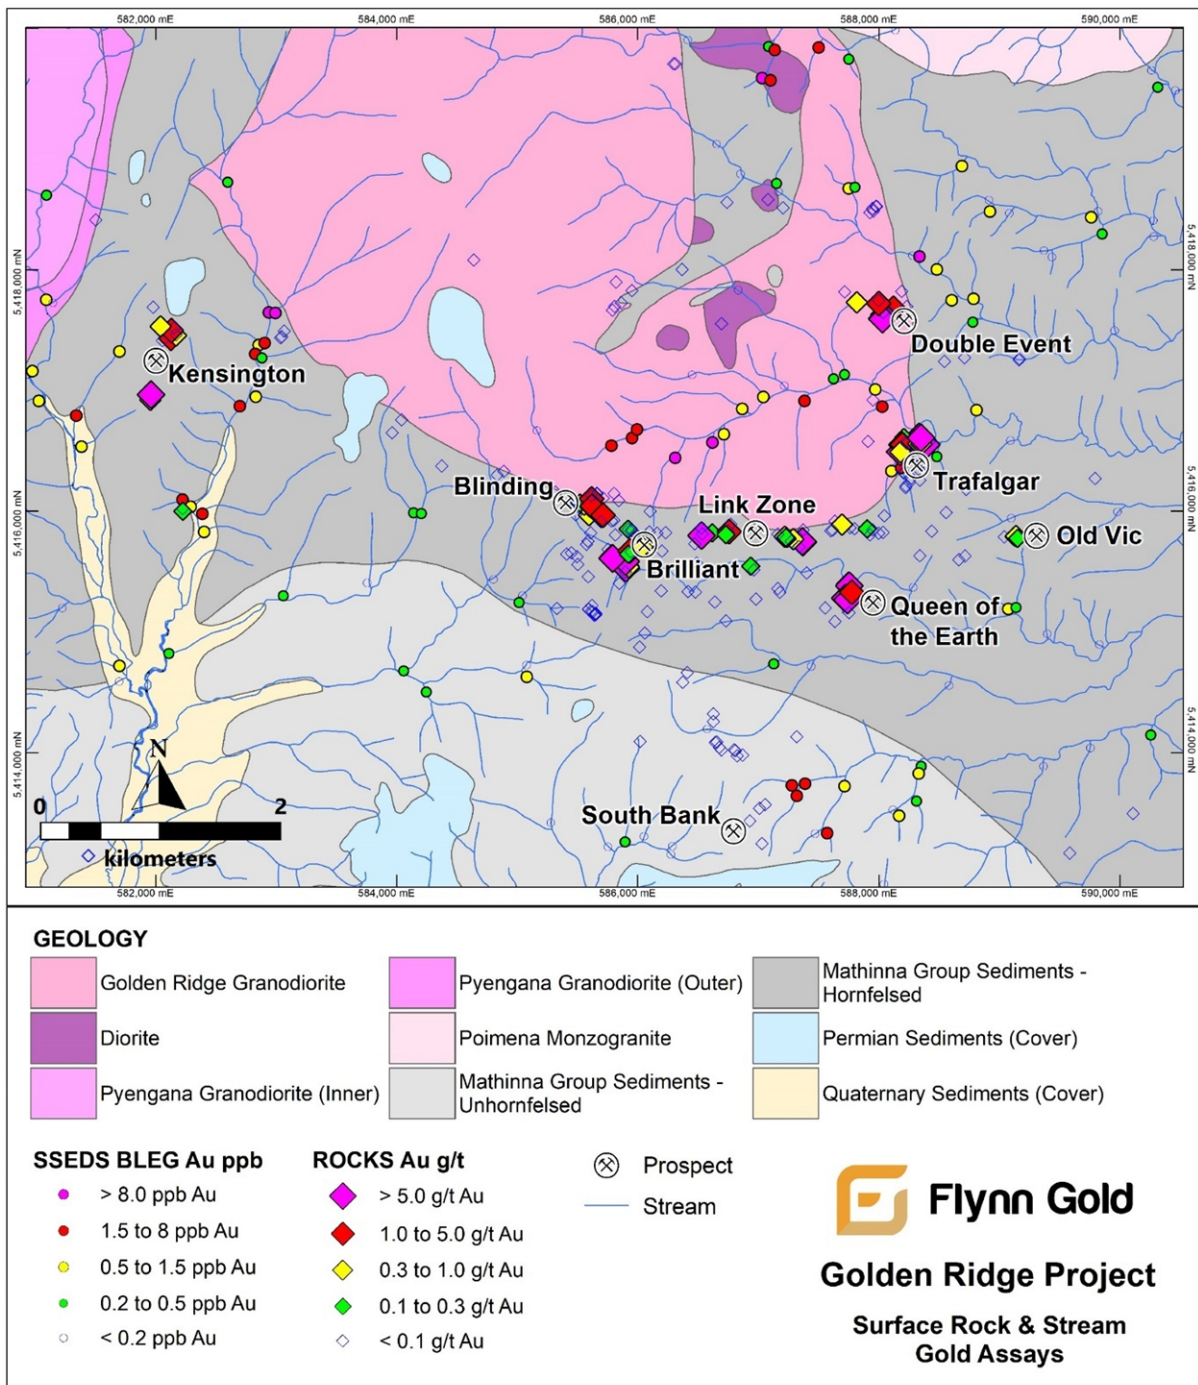 582,000 mE
584,000 mE
586,000 mE
588,000 mE
590,000 mE
5,418,000 mN
5,418,000 mN
Double Event
Kensington
Blinding
Link Zone
Trafalgar
5,416,000 mN
5,416,000 mN
Old Vic
Brilliant
Queen of
the Earth
5,414,000 mN
5,414,000 mN
N
South Bank
0
2
kilometers
582,000 mE
584,000 mE
586,000 mE
588,000 mE
590,000 mE
GEOLOGY
Golden Ridge Granodiorite
Diorite
Pyengana Granodiorite (Inner)
Pyengana Granodiorite (Outer)
Poimena Monzogranite
Mathinna Group Sediments -
Unhornfelsed
Mathinna Group Sediments -
Hornfelsed
Permian Sediments (Cover)
Quaternary Sediments (Cover)
SSEDS BLEG Au ppb
> 8.0 ppb Au
1.5 to 8 ppb Au
0.5 to 1.5 ppb Au
0.2 to 0.5 ppb Au
< 0.2 ppb Au
ROCKS Au g/t
> 5.0 g/t Au
1.0 to 5.0 g/t Au
0.3 to 1.0 g/t Au
0.1 to 0.3 g/t Au
< 0.1 g/t Au
Prospect
Stream
Flynn Gold
Golden Ridge Project
Surface Rock & Stream
Gold Assays